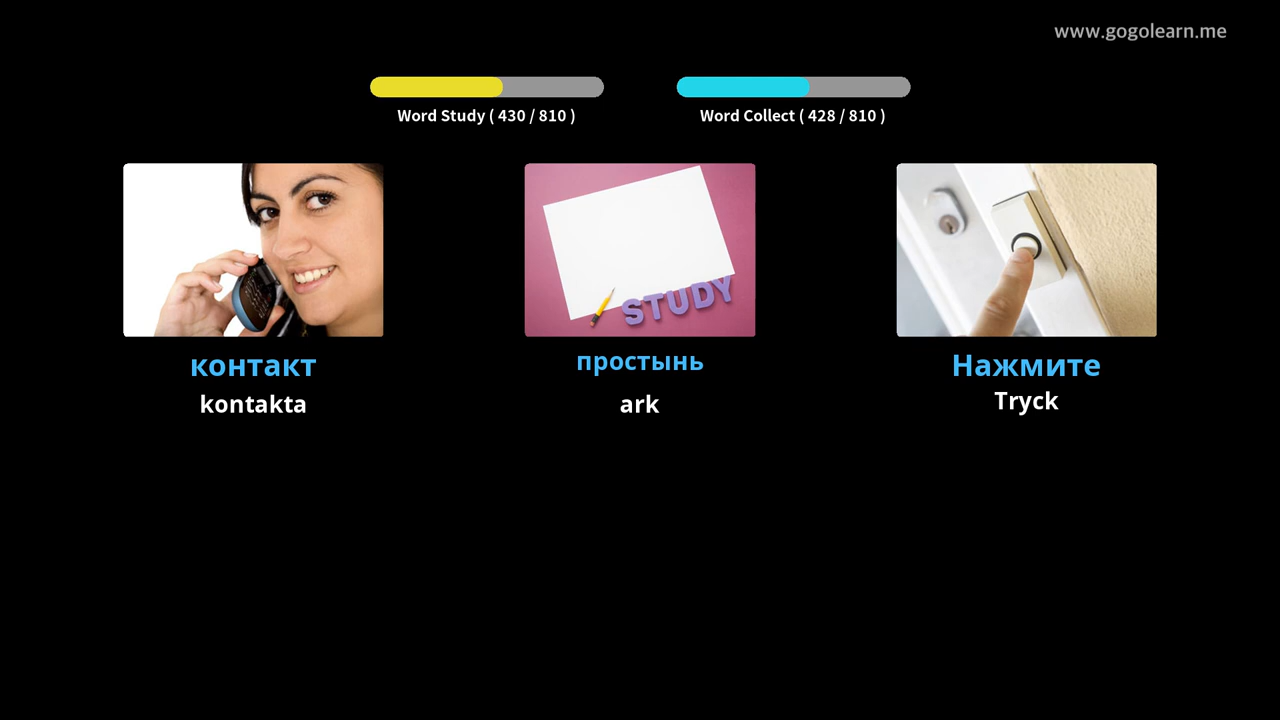 www.gogolearn.me
Word Study ( 430 / 810 )
Word Collect ( 428 / 810 )
STUDY
контакт
kontakta
простынь
ark
Нажмите
Tryck